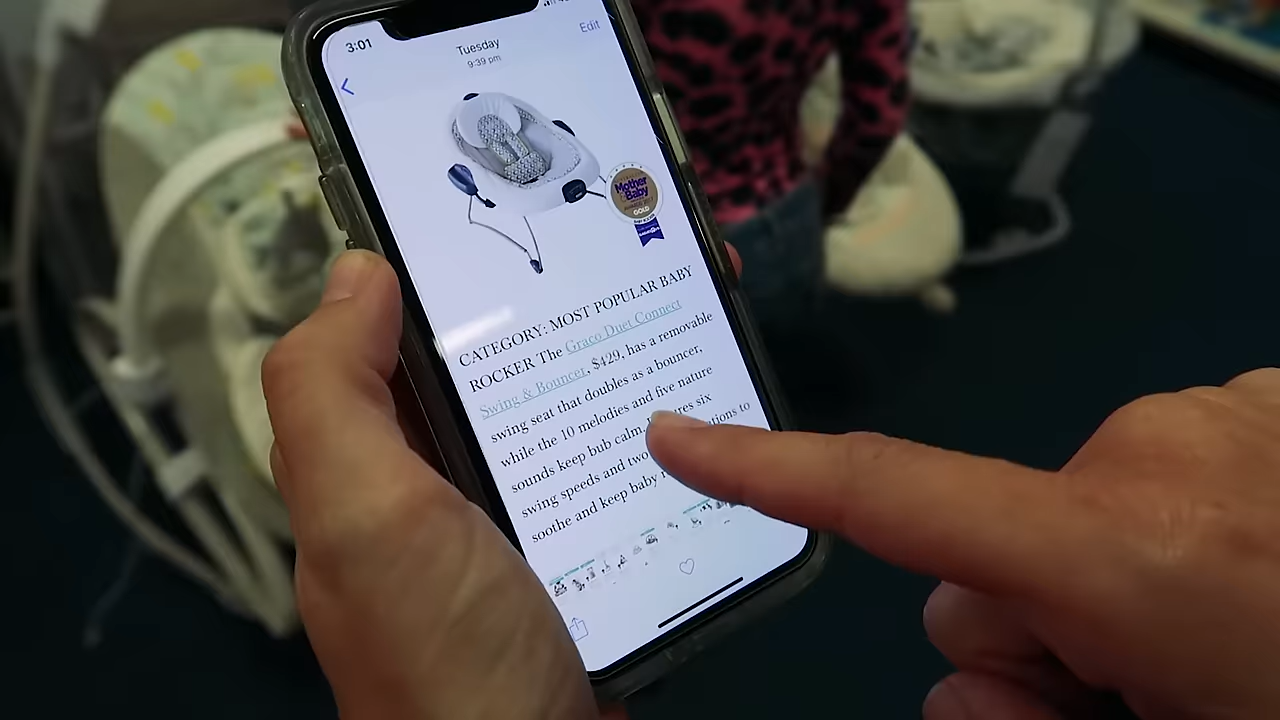 3:01
Tuesday
9:39 pm
Edit
Mother
& Baby
GOLD
CATEGORY: MOST POPULAR BABY
ROCKER The Graco Duet Connect
Swing & Bouncer, $429, has a removable
swing seat that doubles as a bouncer,
while the 10 melodies and five nature
sounds keep bub calm. six
swing speeds and two to
soothe and keep baby